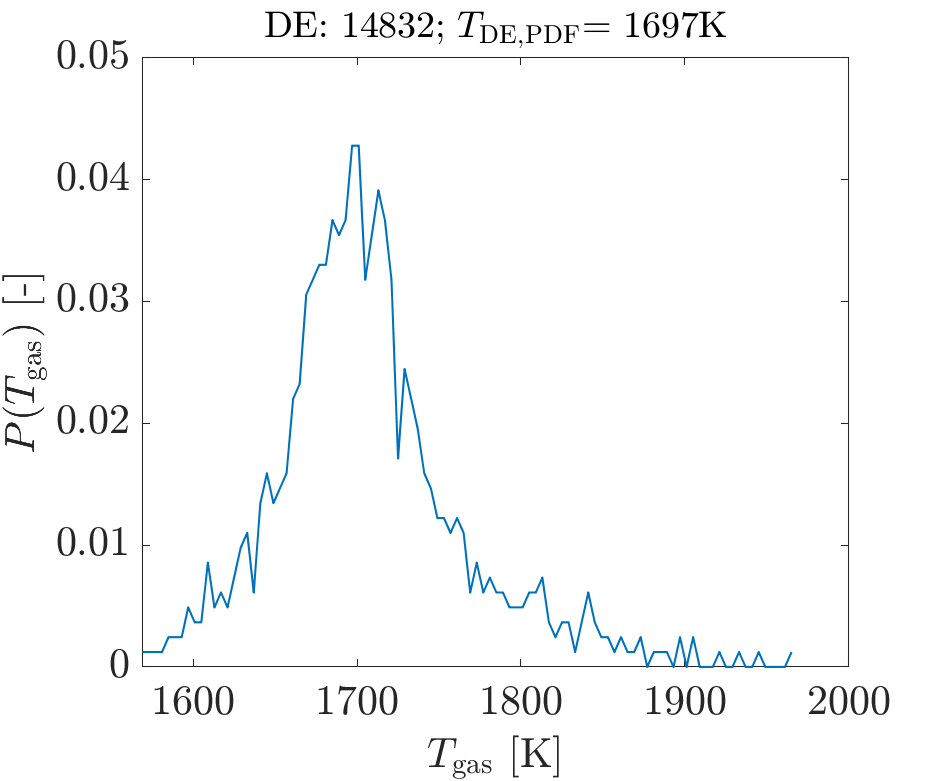 DE: 14832; T_DE,PDF= 1697K
0.05
0.04
0.03
0.02
0.01
0
P(T_gas) [-]
1600 1700 1800 1900 2000
T_gas [K]